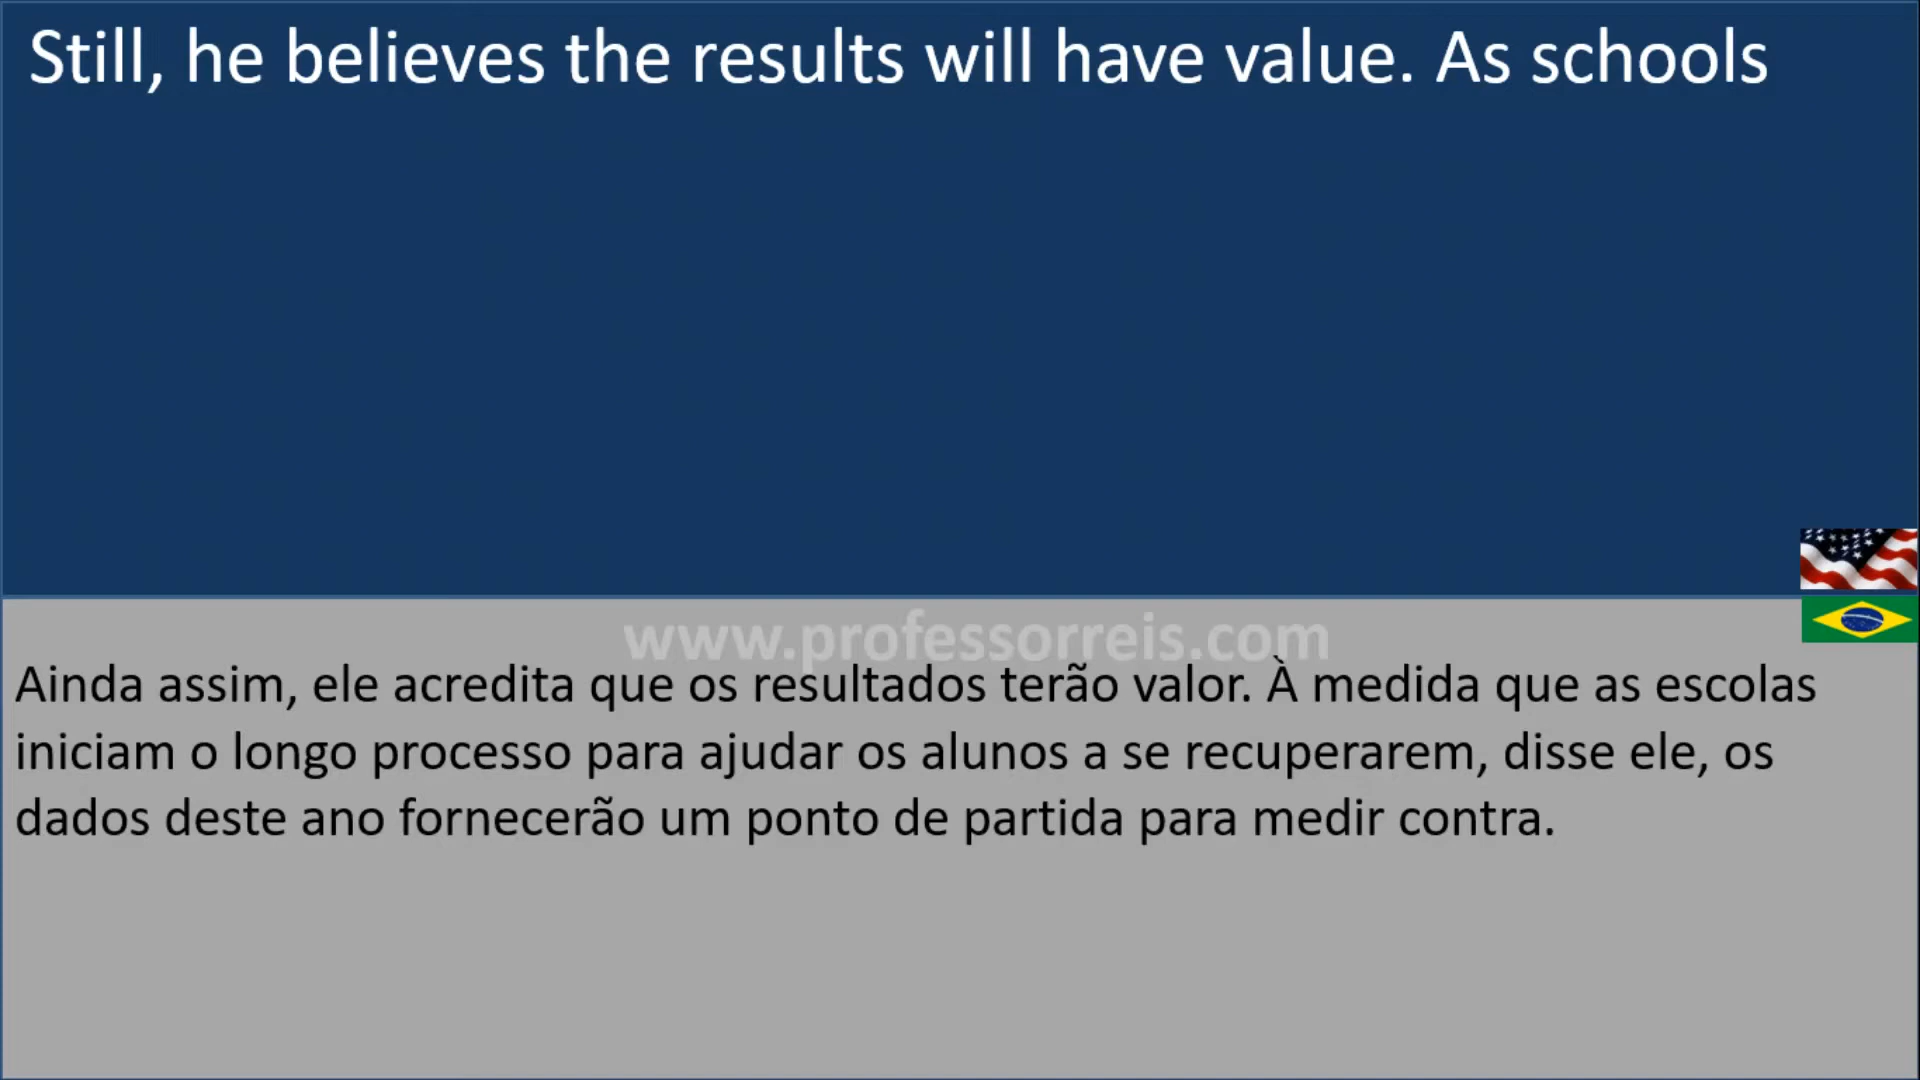 Still, he believes the results will have value. As schools
www.professorreis.com
Ainda assim, ele acredita que os resultados terão valor. À medida que as escolas
iniciam o longo processo para ajudar os alunos a se recuperarem, disse ele, os
dados deste ano fornecerão um ponto de partida para medir contra.